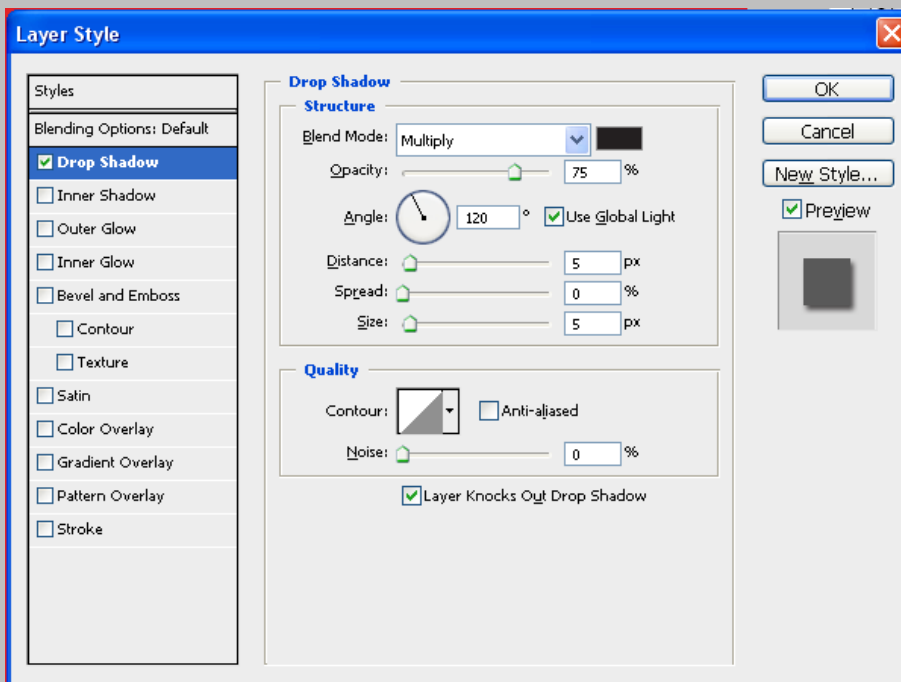 Layer Style
Styles
Blending Options: Default
Drop Shadow
Inner Shadow
Outer Glow
Inner Glow
Bevel and Emboss
Contour
Texture
Satin
Color Overlay
Gradient Overlay
Pattern Overlay
Stroke
Drop Shadow
Structure
Blend Mode: Multiply
Opacity: 75 %
Angle: 120 ° Use Global Light
Distance: 5 px
Spread: 0 %
Size: 5 px
Quality
Contour: Anti-aliased
Noise: 0 %
Layer Knocks Out Drop Shadow
OK
Cancel
New Style...
Preview